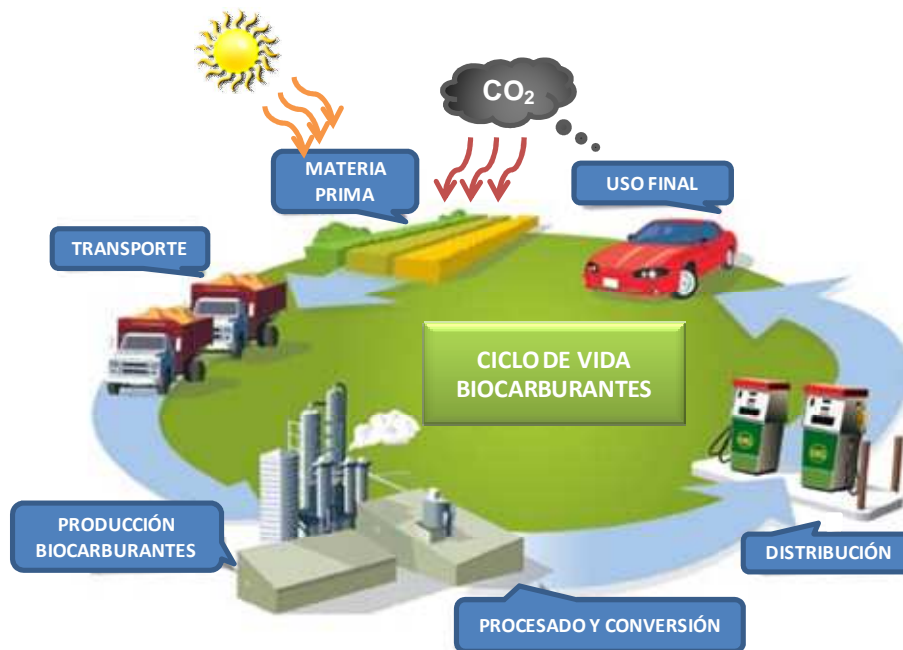 CO₂
MATERIA
PRIMA
USO FINAL
TRANSPORTE
CICLO DE VIDA
BIOCARBURANTES
PRODUCCIÓN
BIOCARBURANTES
DISTRIBUCIÓN
PROCESADO Y CONVERSIÓN